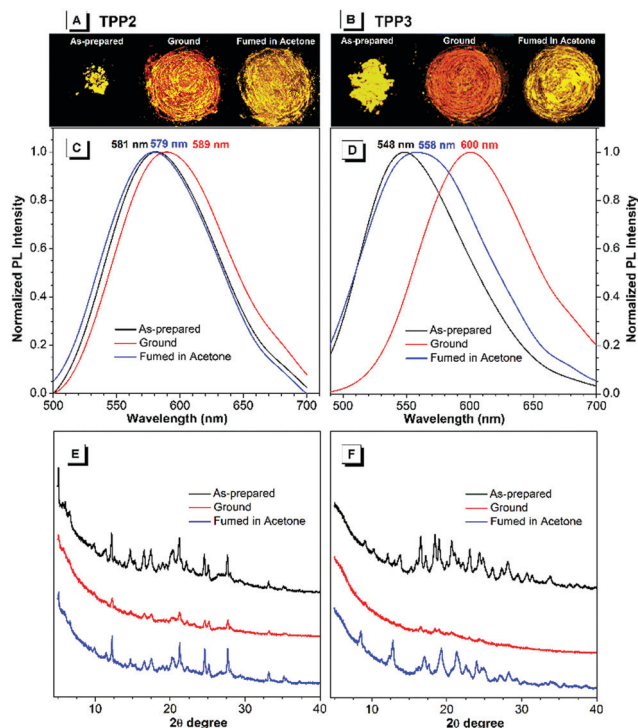 A TPP2
As-prepared Ground Fumed in Acetone
B TPP3
As-prepared Ground Fumed In Acetone
C
581 nm 579 nm 589 nm
Normalized PL Intensity
1.0
0.8
0.6
0.4
0.2
0.0
As-prepared
Ground
Fumed in Acetone
500 550 600 650 700
Wavelength (nm)
D
548 nm 558 nm 600 nm
1.0
0.8
0.6
0.4
0.2
0.0
Normalized PL Intensity
As-prepared
Ground
Fumed in Acetone
500 550 600 650 700
Wavelength (nm)
E
As-prepared
Ground
Fumed in Acetone
10 20 30 40
2θ degree
F
As-prepared
Ground
Fumed in Acetone
10 20 30 40
2θ degree